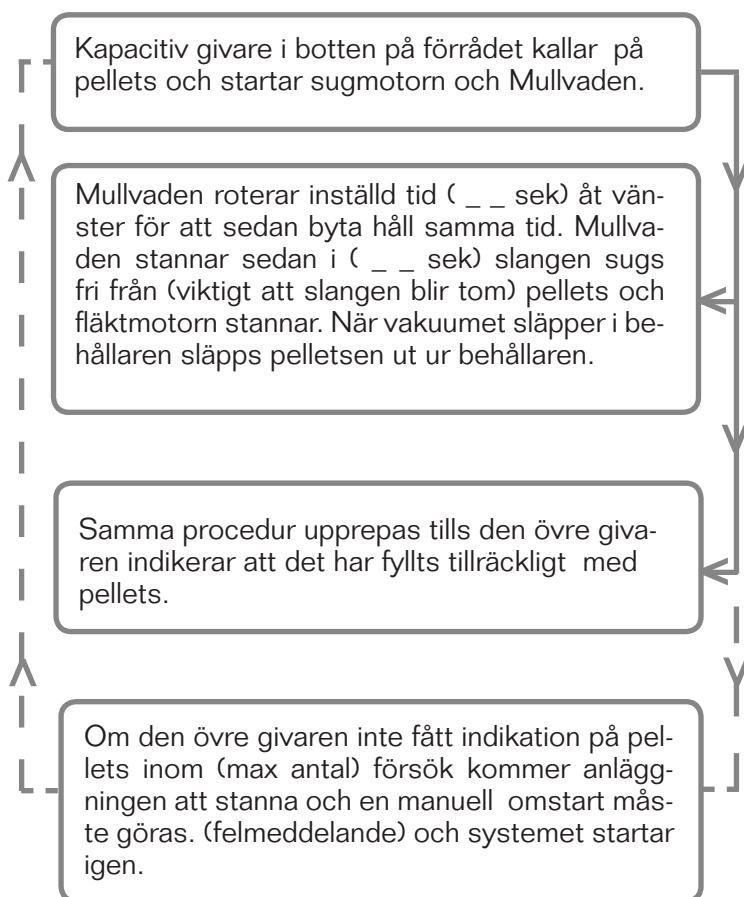 Kapacitiv givare i botten på förrådet kallar på
pellets och startar sugmotorn och Mullvaden.
Mullvaden roterar inställd tid ( _ _ sek) åt vän-
ster för att sedan byta håll samma tid. Mullva-
den stannar sedan i ( _ _ sek) slangen sugs
fri från (viktigt att slangen blir tom) pellets och
fläktmotorn stannar. När vakuumet släpper i be-
hållaren släpps pelletsen ut ur behållaren.
Samma procedur upprepas tills den övre giva-
ren indikerar att det har fyllts tillräckligt med
pellets.
Om den övre givaren inte fått indikation på pel-
lets inom (max antal) försök kommer anlägg-
ningen att stanna och en manuell omstart mås-
te göras. (felmeddelande) och systemet startar
igen.